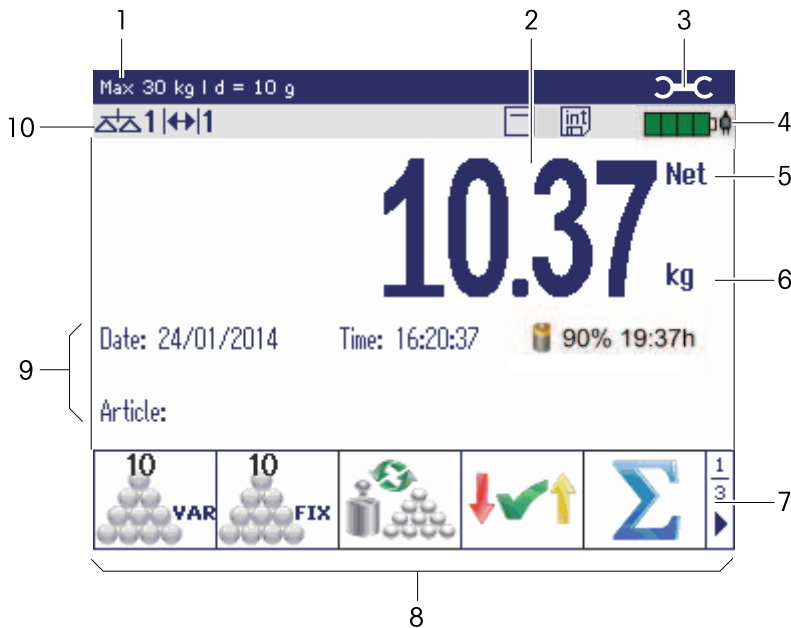 1 2 3
Max 30 kg | d = 10 g
10 1 1 int 4
10.37 Net 5
kg 6
Date: 24/01/2014 Time: 16:20:37 90% 19:37h
9
Article:
10 VAR 10 FIX 1 3 7
8